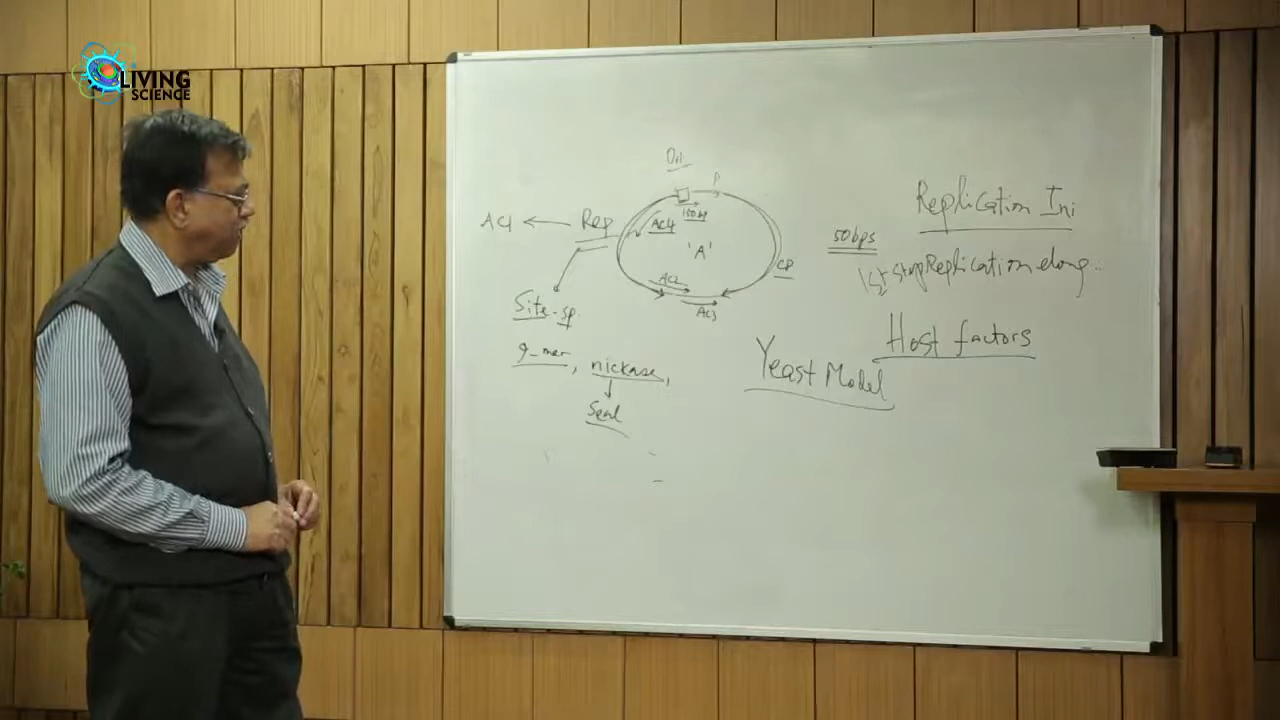 LIVING
SCIENCE
Ori
P
150bp
AC4
AC1 ← Rep
'A'
CP
AC2
AC3
Site-sp.
9-mer, nickase,
↓
Seal
Replication Ini
50bps
1st stop Replication elong..
Host factors
Yeast Model